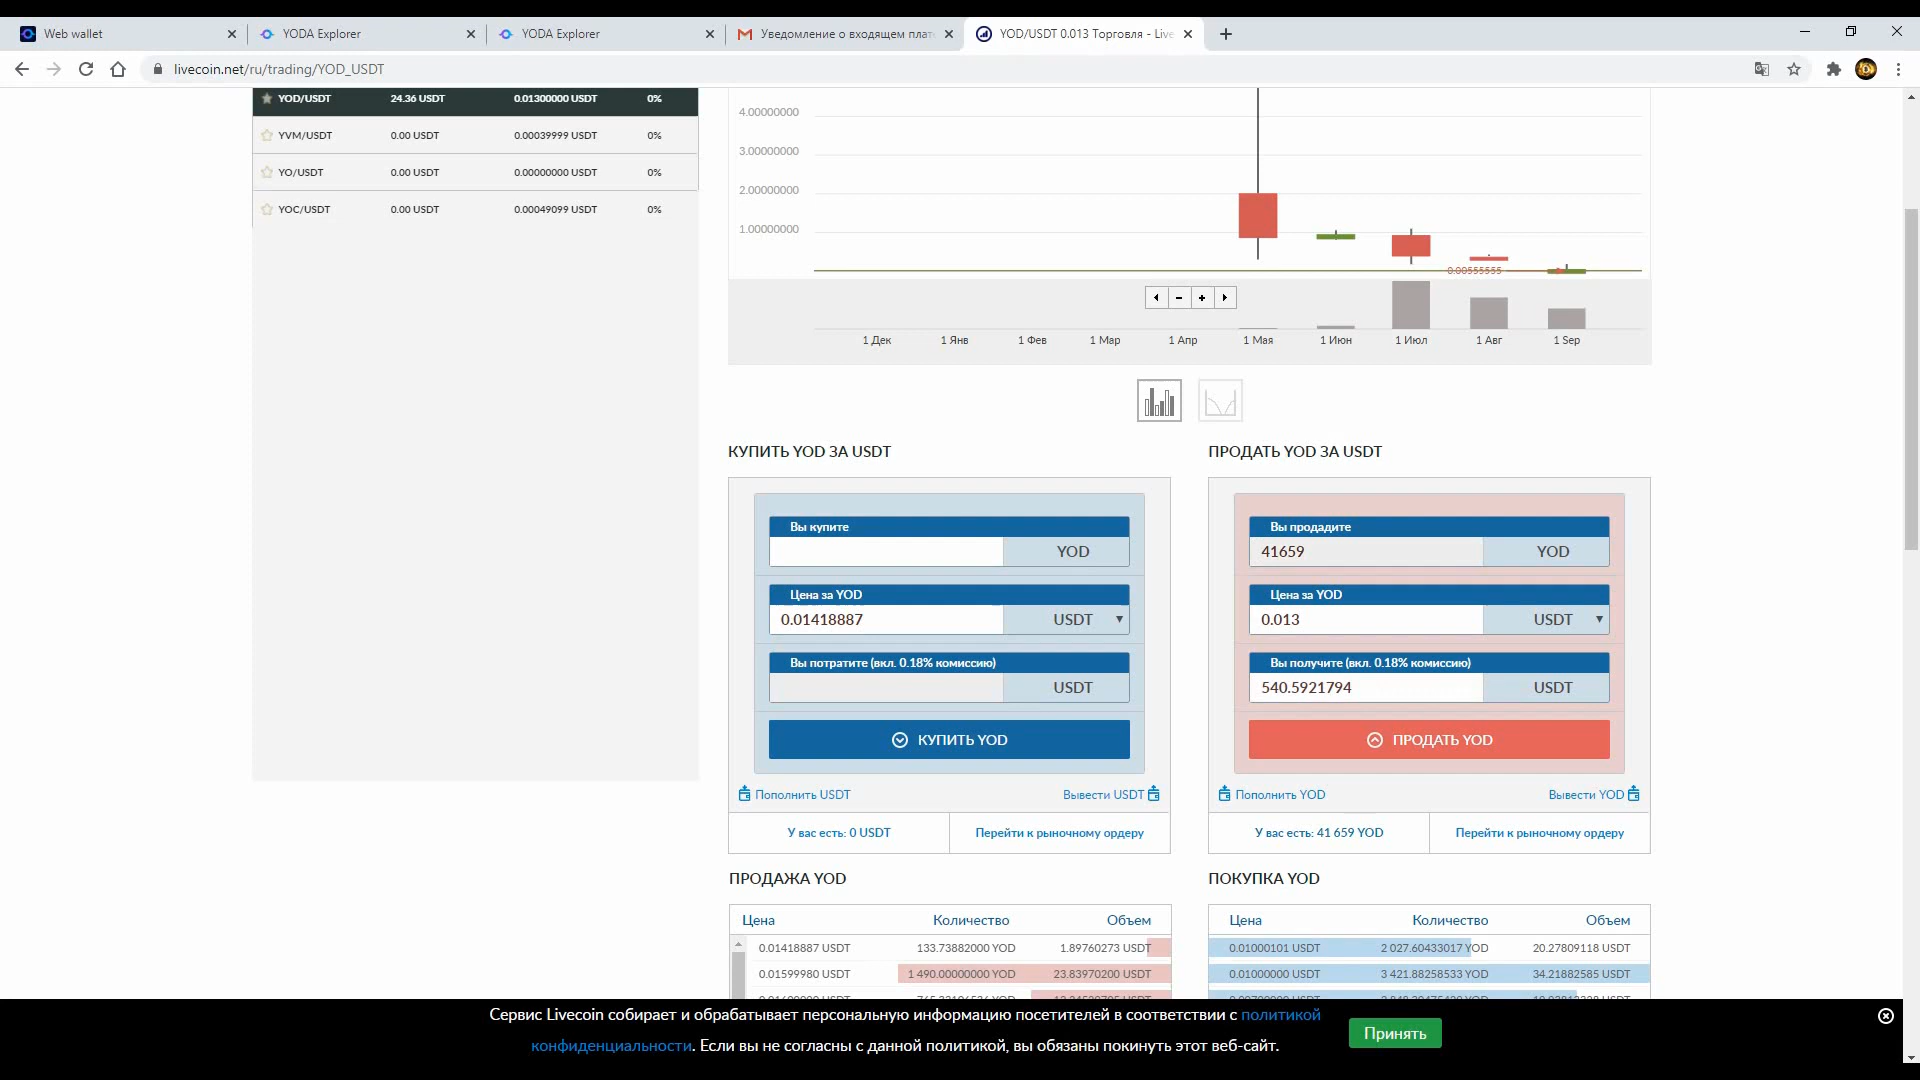 Web wallet
YODA Explorer
YODA Explorer
Уведомление о входящем плат
YOD/USDT 0.013 Торговля - Live
livecoin.net/ru/trading/YOD_USDT
YOD/USDT 24.36 USDT 0.01300000 USDT 0%
YVM/USDT 0.00 USDT 0.00039999 USDT 0%
YO/USDT 0.00 USDT 0.00000000 USDT 0%
YOC/USDT 0.00 USDT 0.00049099 USDT 0%
4.00000000
3.00000000
2.00000000
1.00000000
0.00555555
1 Дек 1 Янв 1 Фев 1 Мар 1 Апр 1 Мая 1 Июн 1 Июл 1 Авг 1 Sep
КУПИТЬ YOD ЗА USDT
Вы купите
YOD
Цена за YOD
0.01418887 USDT
Вы потратите (вкл. 0.18% комиссию)
USDT
КУПИТЬ YOD
Пополнить USDT Вывести USDT
У вас есть: 0 USDT Перейти к рыночному ордеру
ПРОДАТЬ YOD ЗА USDT
Вы продадите
41659 YOD
Цена за YOD
0.013 USDT
Вы получите (вкл. 0.18% комиссию)
540.5921794 USDT
ПРОДАТЬ YOD
Пополнить YOD Вывести YOD
У вас есть: 41 659 YOD Перейти к рыночному ордеру
ПРОДАЖА YOD
Цена Количество Объем
0.01418887 USDT 133.73882000 YOD 1.89760273 USDT
0.01599980 USDT 1 490.00000000 YOD 23.83970200 USDT
ПОКУПКА YOD
Цена Количество Объем
0.01000101 USDT 2 027.60433017 YOD 20.27809118 USDT
0.01000000 USDT 3 421.88258533 YOD 34.21882585 USDT
Сервис Livecoin собирает и обрабатывает персональную информацию посетителей в соответствии с политикой
конфиденциальности. Если вы не согласны с данной политикой, вы обязаны покинуть этот веб-сайт.
Принять